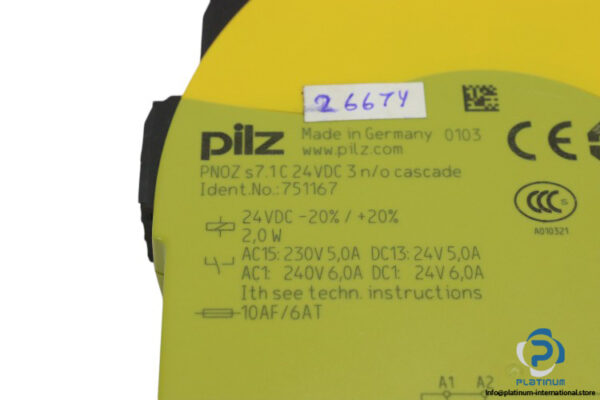 26674
pilz
Made in Germany 0103
www.pilz.com
CE
PNOZ s7.1 C 24VDC 3 n/o cascade
Ident.No.: 751167
CCC S
A010321
24VDC -20% / +20%
2,0 W
AC15: 230V 5,0A DC13: 24V 5,0A
AC1: 240V 6,0A DC1: 24V 6,0A
Ith see techn. instructions
10AF/6AT
A1 A2
PLATINUM
info@platinum-international.store